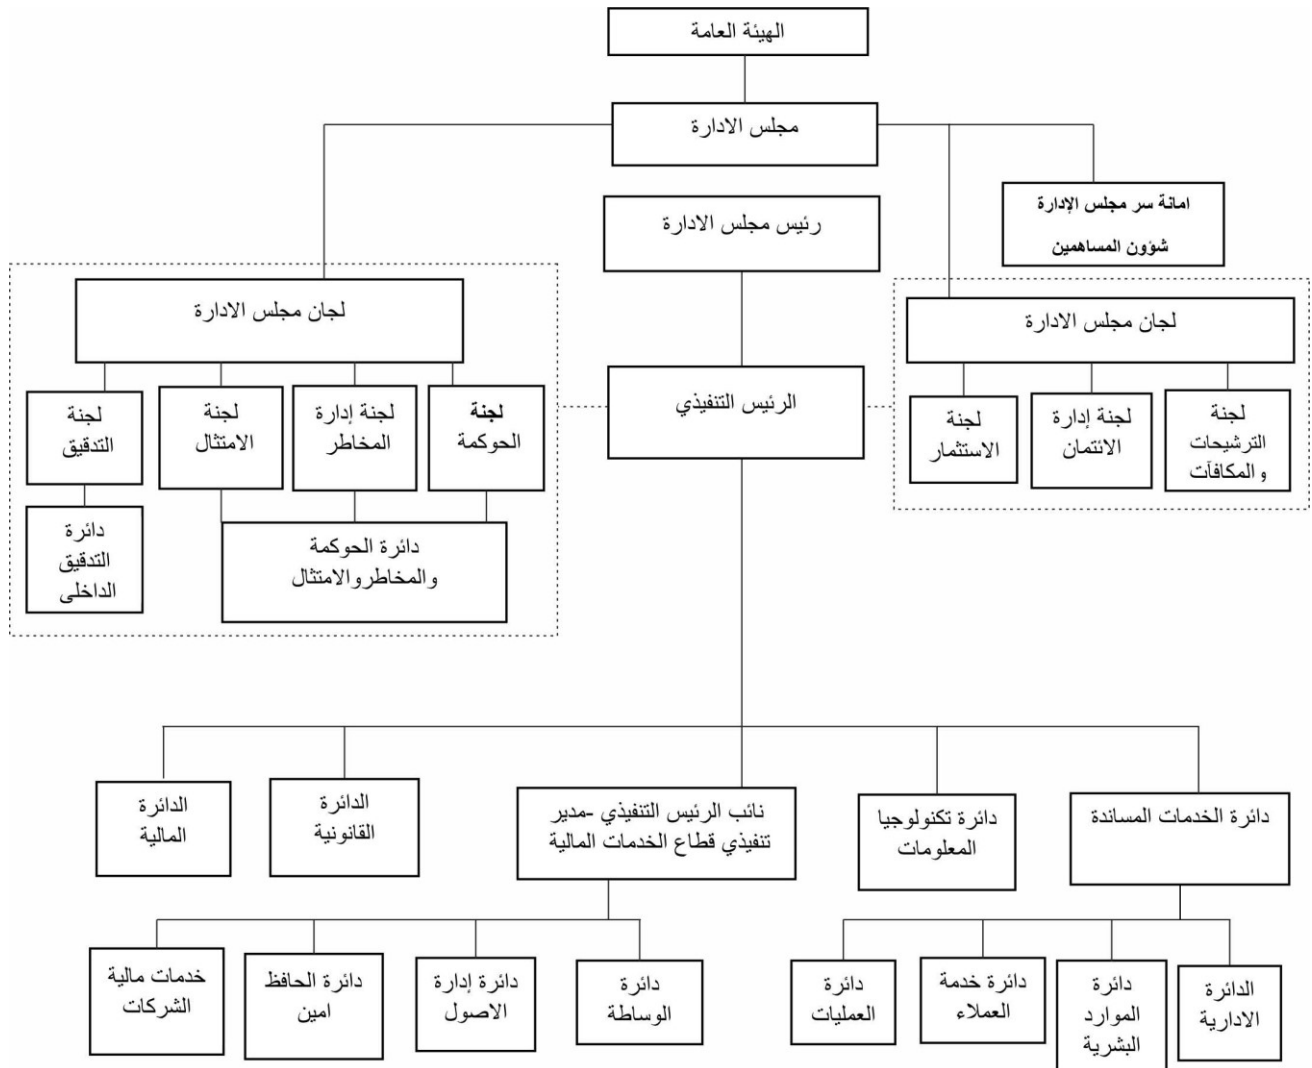 الهيئة العامة
مجلس الادارة
امانة سر مجلس الإدارة
شؤون المساهمين
رئيس مجلس الادارة
لجان مجلس الادارة
لجان مجلس الادارة
الرئيس التنفيذي
لجنة
الترشيحات
والمكافآت
لجنة إدارة
الائتمان
لجنة
الاستثمار
لجنة
الحوكمة
لجنة إدارة
المخاطر
لجنة
الامتثال
لجنة
التدقيق
دائرة الحوكمة
والمخاطروالامتثال
دائرة
التدقيق
الداخلى
دائرة الخدمات المساندة
دائرة تكنولوجيا
المعلومات
نائب الرئيس التنفيذي -مدير
تنفيذي قطاع الخدمات المالية
الدائرة
القانونية
الدائرة
المالية
الدائرة
الادارية
دائرة
الموارد
البشرية
دائرة خدمة
العملاء
دائرة
العمليات
دائرة
الوساطة
دائرة إدارة
الاصول
دائرة الحافظ
امين
خدمات مالية
الشركات